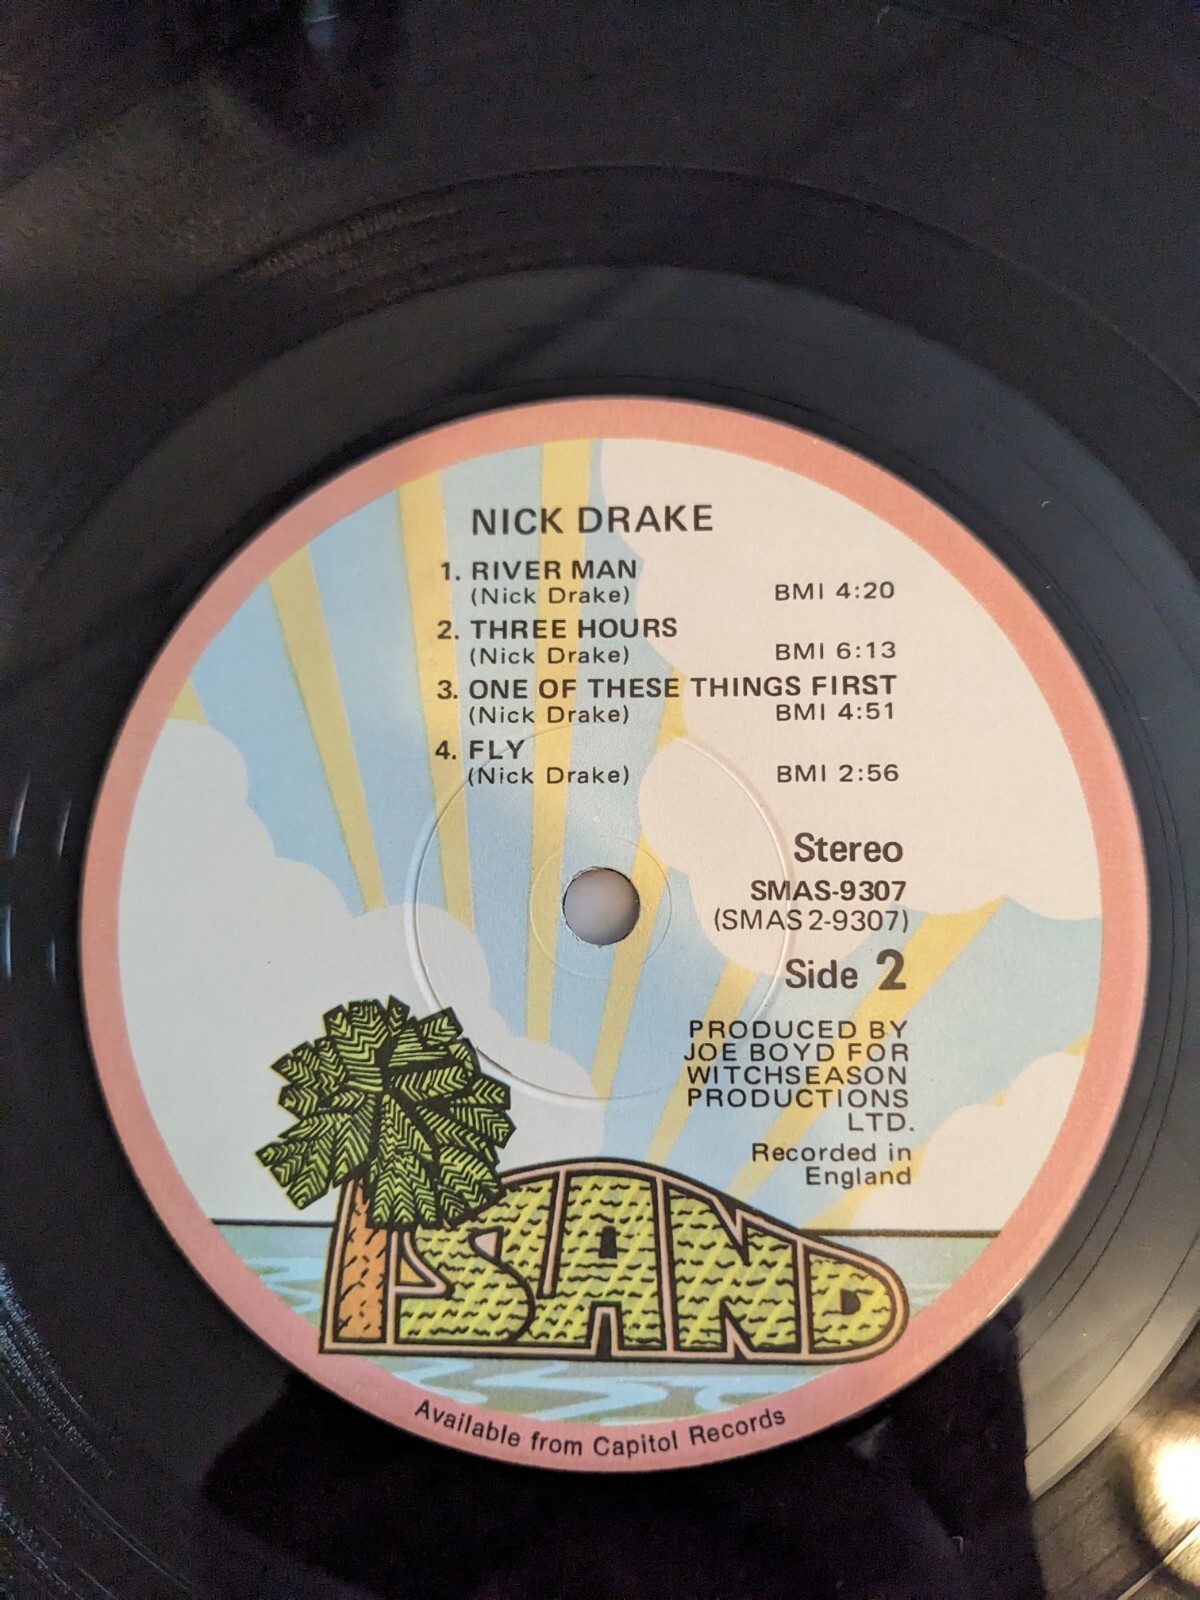 NICK DRAKE
1. RIVER MAN
(Nick Drake) BMI 4:20
2. THREE HOURS
(Nick Drake) BMI 6:13
3. ONE OF THESE THINGS FIRST
(Nick Drake) BMI 4:51
4. FLY
(Nick Drake) BMI 2:56
Stereo
SMAS-9307
(SMAS 2-9307)
Side 2
PRODUCED BY
JOE BOYD FOR
WITCHSEASON
PRODUCTIONS
LTD.
Recorded in
England
ISLAND
Available from Capitol Records